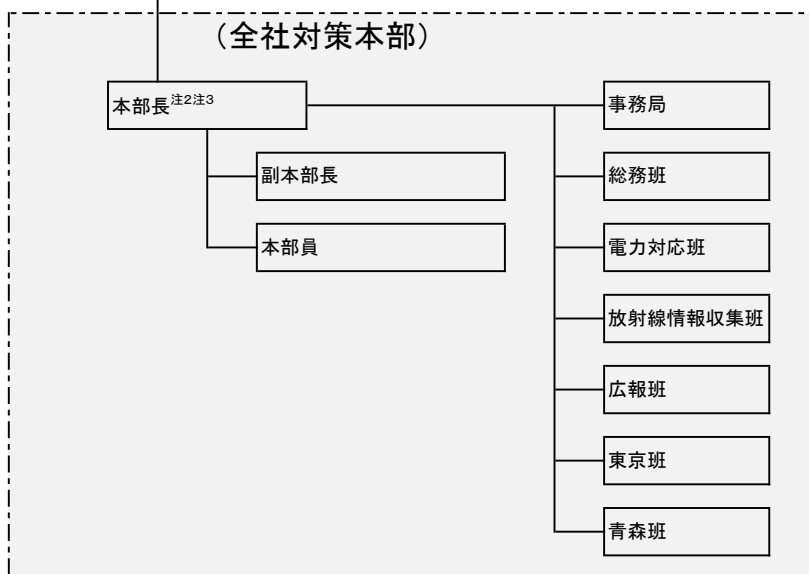 （全社対策本部）
本部長注2注3
事務局
副本部長
総務班
本部員
電力対応班
放射線情報収集班
広報班
東京班
青森班